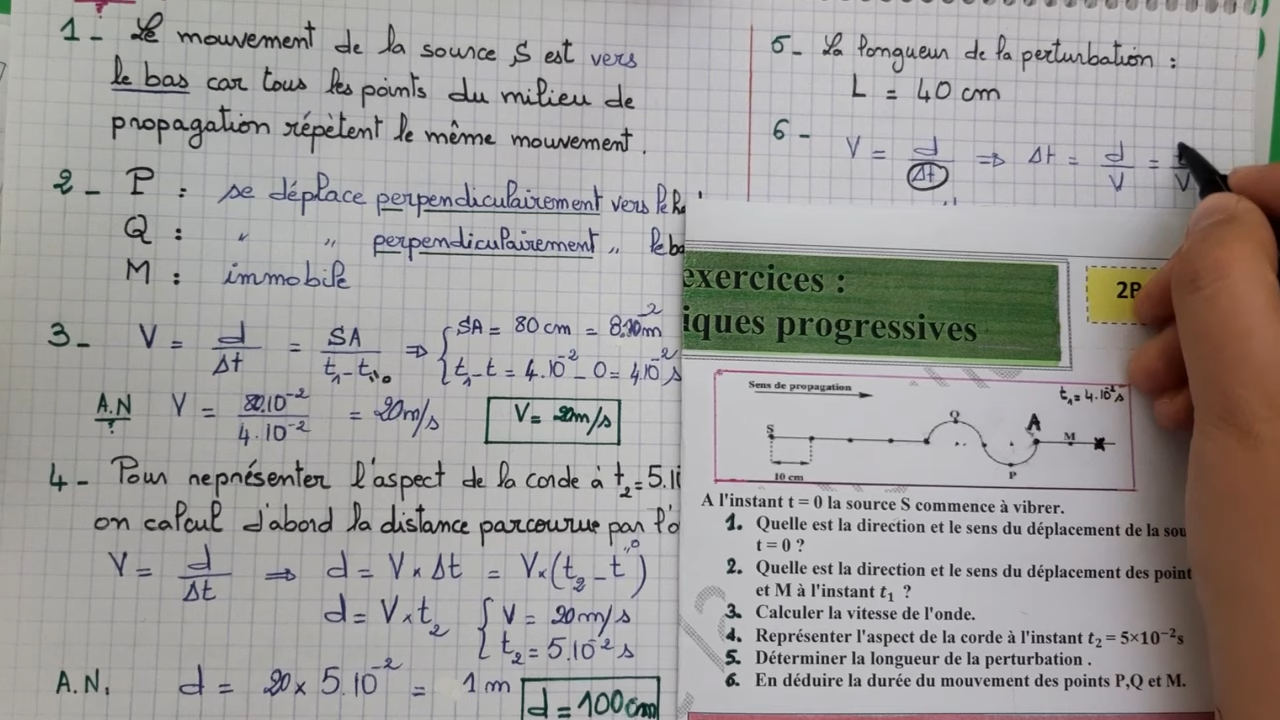 1 - Le mouvement de la source S est vers
le bas car tous les points du milieu de
propagation répètent le même mouvement.
2 - P : se déplace perpendiculairement vers le
Q : " " perpendiculairement "
M : immobile
3 - V = d/Δt = SA/(t₁ - t) ⇒ { SA = 80 cm = 80.10⁻² m
t₁ - t = 4.10⁻² - 0 = 4.10⁻² s
A.N V = 80.10⁻²/4.10⁻² = 20 m/s V = 20 m/s
4 - Pour représenter l'aspect de la corde à t₂ = 5.1
on calcul d'abord la distance parcourue par l'o
V = d/Δt ⇒ d = V × Δt = V × (t₂ - t)
d = V × t₂ { V = 20 m/s
t₂ = 5.10⁻² s
A.N. d = 20 × 5.10⁻² = 1 m d = 100 cm
5 - La longueur de la perturbation :
L = 40 cm
6 - V = d/Δt ⇒ Δt = d/V =
exercices :
iques progressives
2P
Sens de propagation
t₁ = 4.10⁻² s
S Q A M P
10 cm
A l'instant t = 0 la source S commence à vibrer.
1. Quelle est la direction et le sens du déplacement de la sou
t = 0 ?
2. Quelle est la direction et le sens du déplacement des point
et M à l'instant t₁ ?
3. Calculer la vitesse de l'onde.
4. Représenter l'aspect de la corde à l'instant t₂ = 5×10⁻²s
5. Déterminer la longueur de la perturbation .
6. En déduire la durée du mouvement des points P,Q et M.